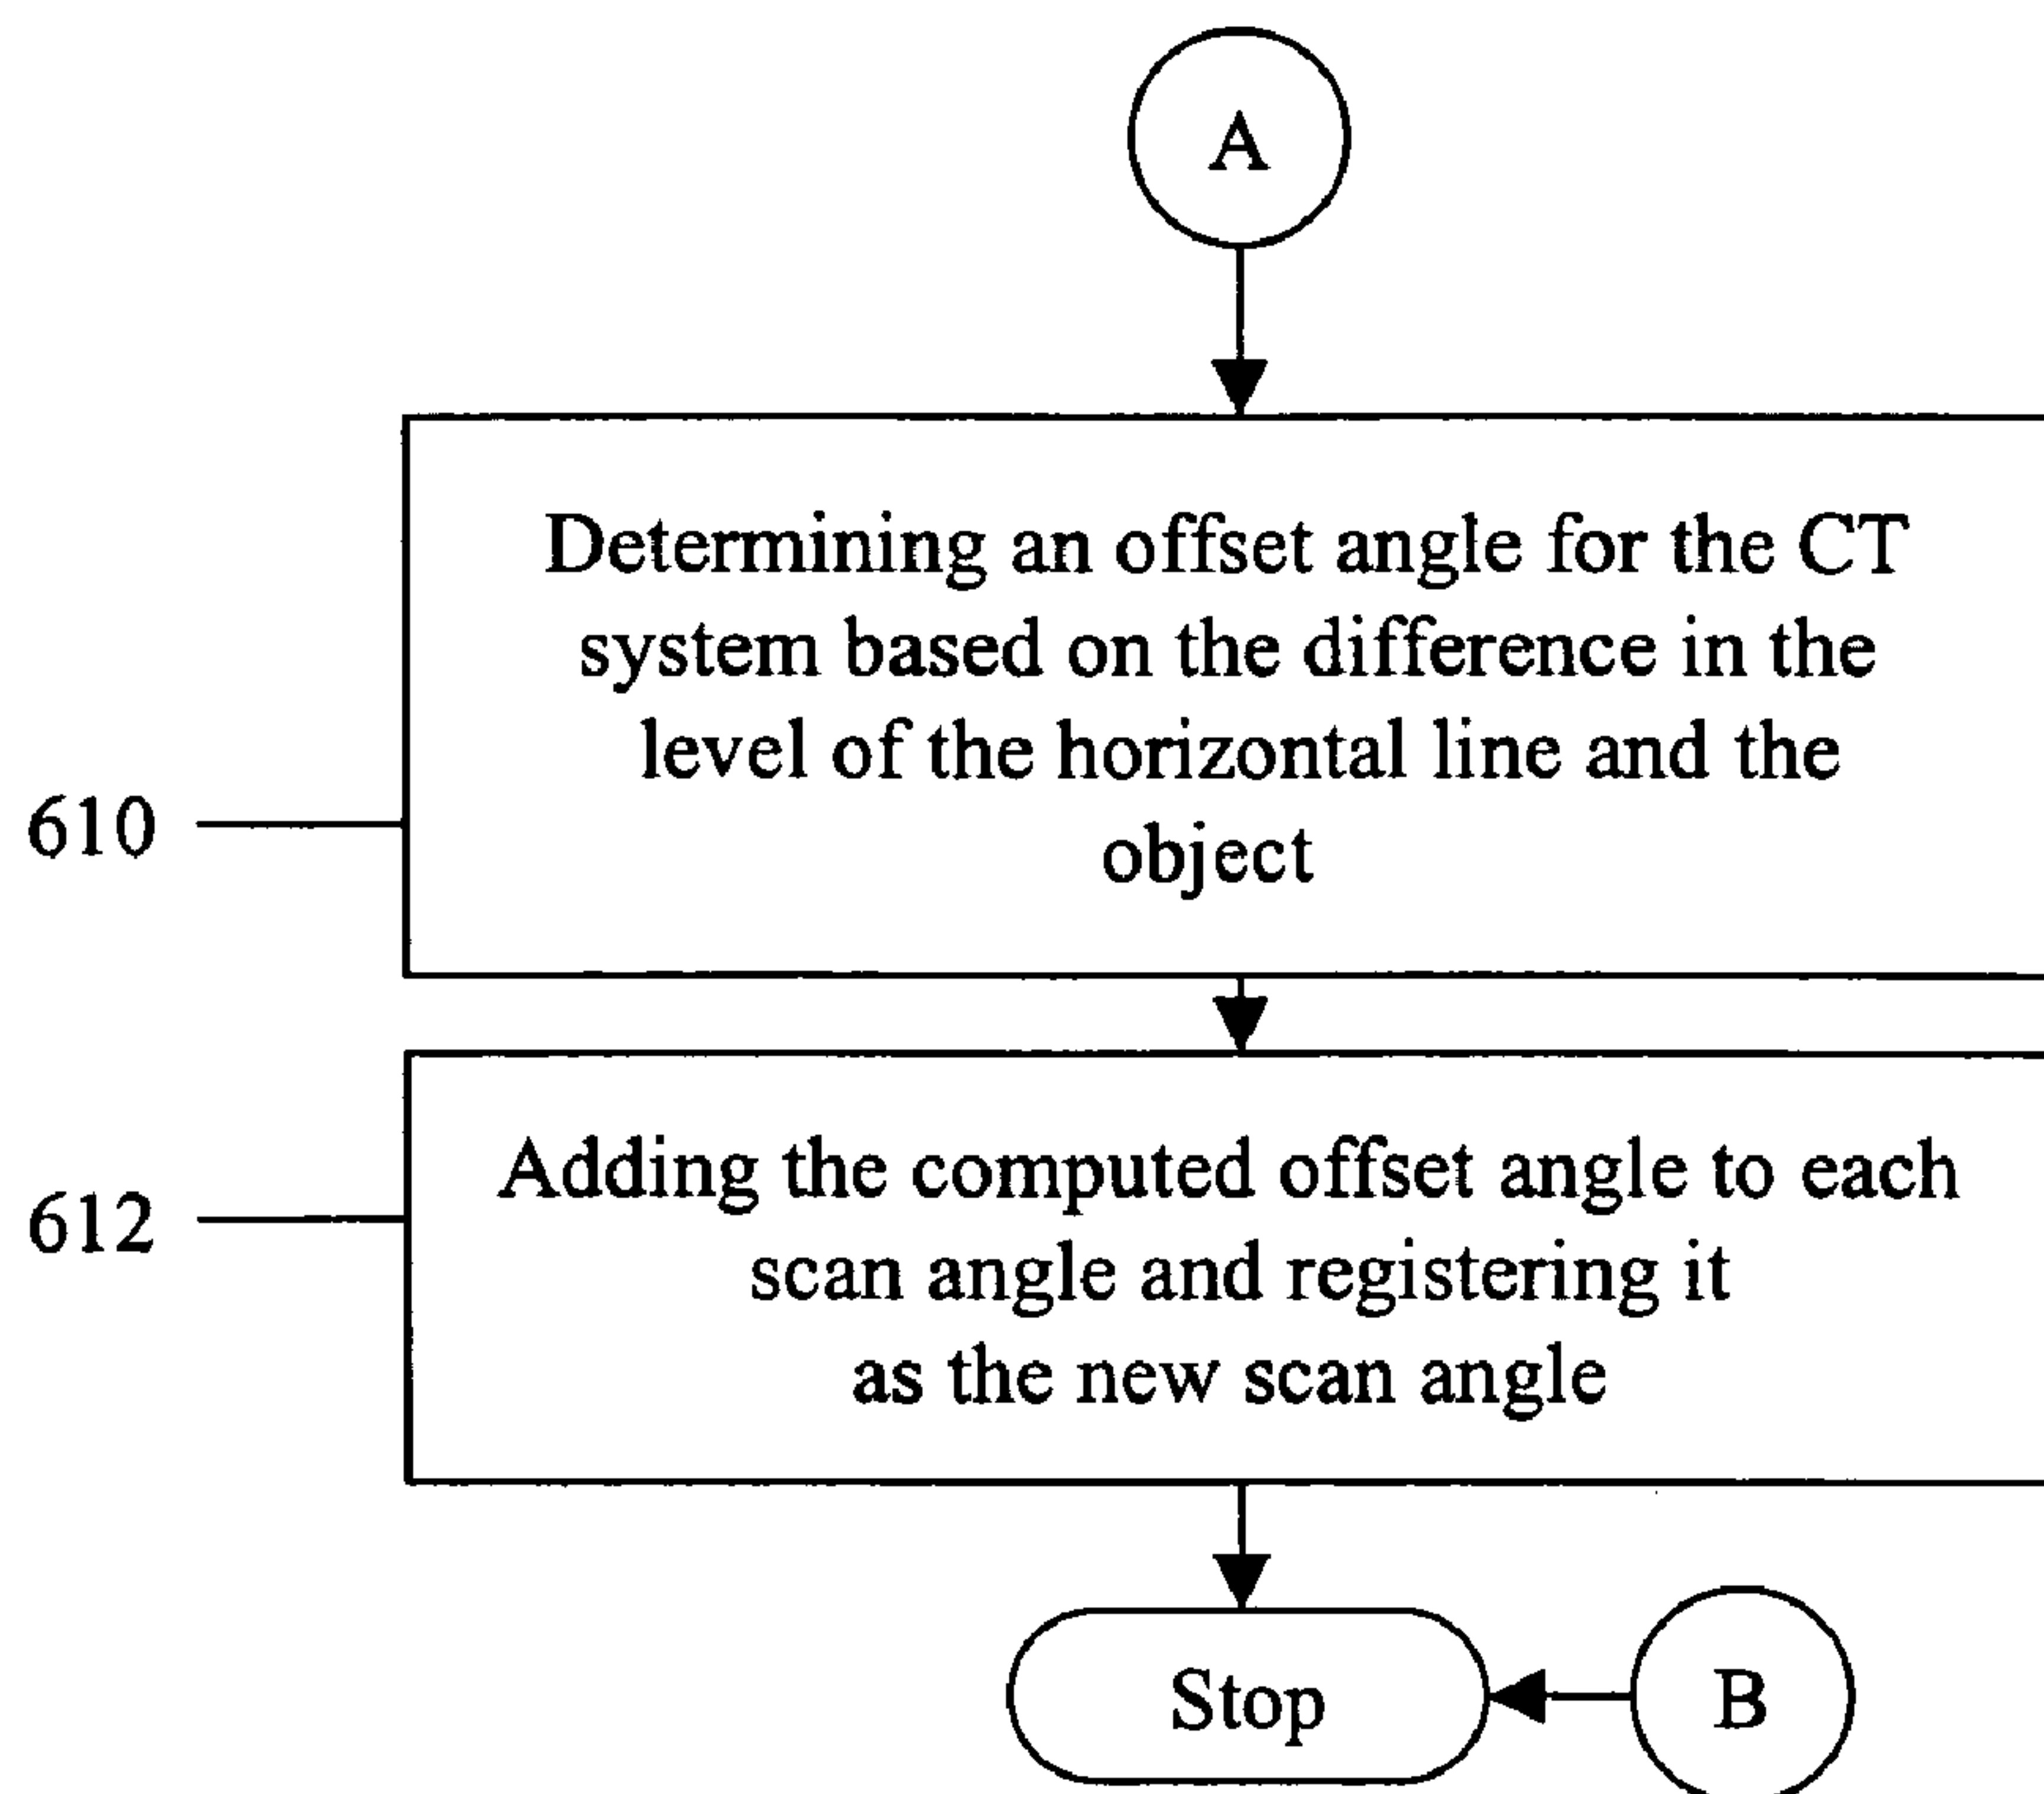 A
Determining an offset angle for the CT
system based on the difference in the
level of the horizontal line and the
object
610
Adding the computed offset angle to each
scan angle and registering it
as the new scan angle
612
Stop
B